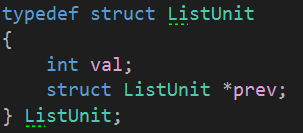 typedef struct ListUnit
{
    int val;
    struct ListUnit *prev;
} ListUnit;